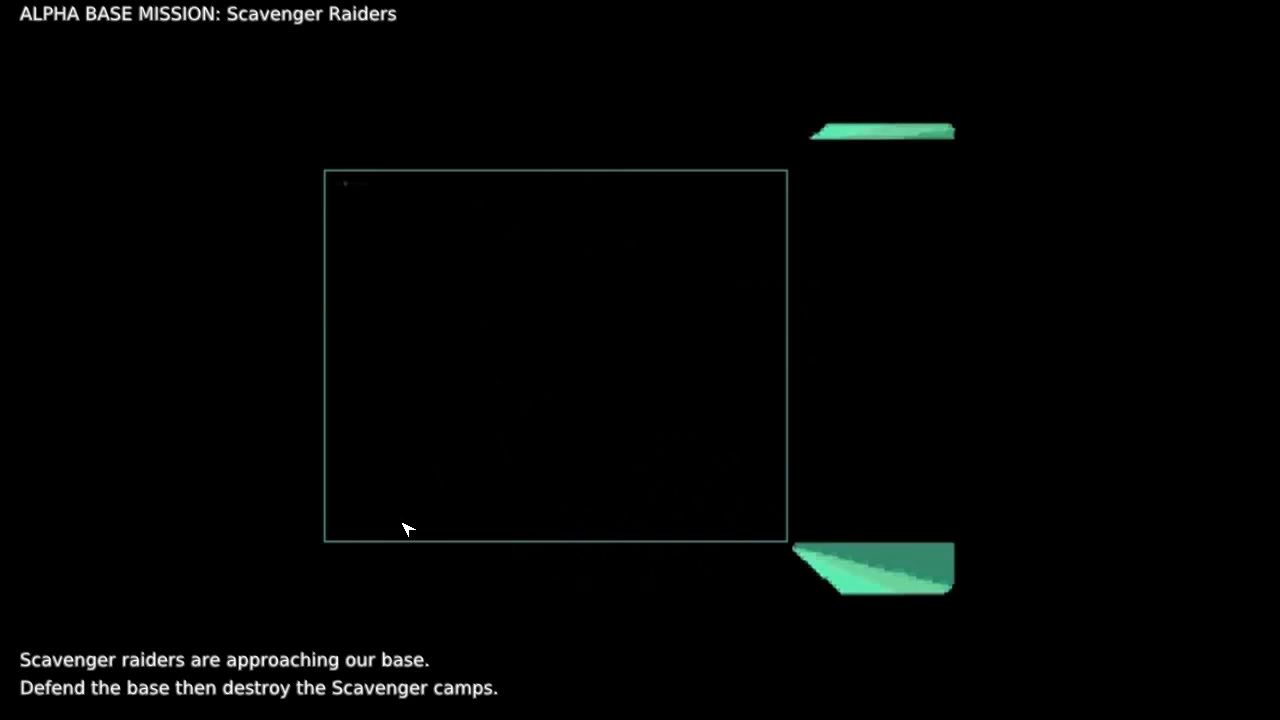 ALPHA BASE MISSION: Scavenger Raiders
Scavenger raiders are approaching our base.
Defend the base then destroy the Scavenger camps.